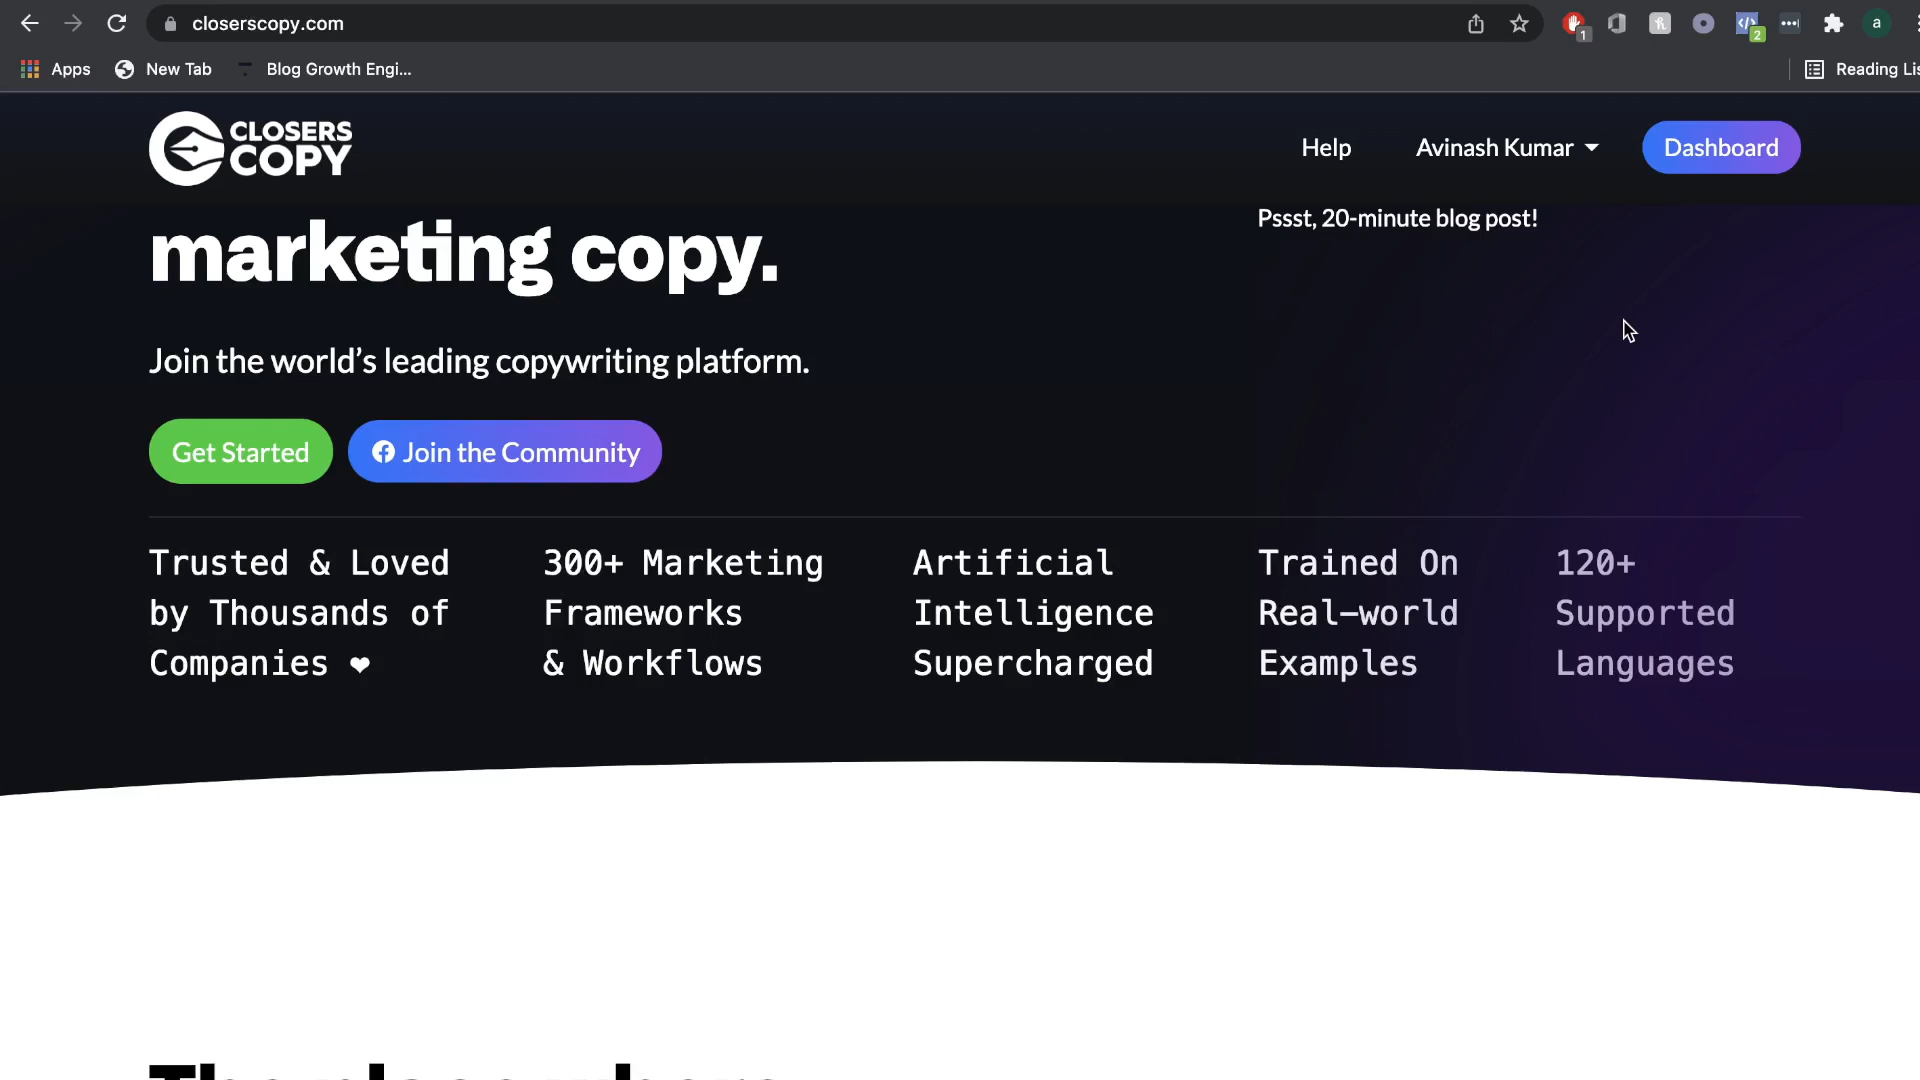 closerscopy.com
1
2
a
Apps
New Tab
Blog Growth Engi...
Reading Lis
CLOSERS
COPY
Help
Avinash Kumar
Dashboard
marketing copy.
Pssst, 20-minute blog post!
Join the world’s leading copywriting platform.
Get Started
Join the Community
Trusted & Loved
by Thousands of
Companies ❤
300+ Marketing
Frameworks
& Workflows
Artificial
Intelligence
Supercharged
Trained On
Real-world
Examples
120+
Supported
Languages